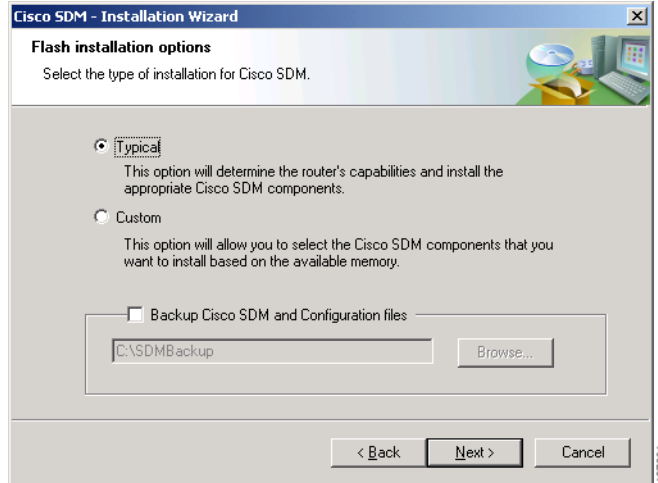 Cisco SDM - Installation Wizard
Flash installation options
Select the type of installation for Cisco SDM.
Typical
This option will determine the router's capabilities and install the
appropriate Cisco SDM components.
Custom
This option will allow you to select the Cisco SDM components that you
want to install based on the available memory.
Backup Cisco SDM and Configuration files
C:\SDMBackup
Browse...
< Back
Next >
Cancel